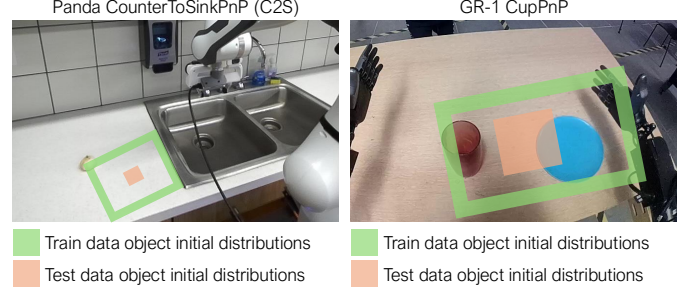 Panda CounterToSinkPnP (C2S)
GR-1 CupPnP
Train data object initial distributions
Test data object initial distributions
Train data object initial distributions
Test data object initial distributions